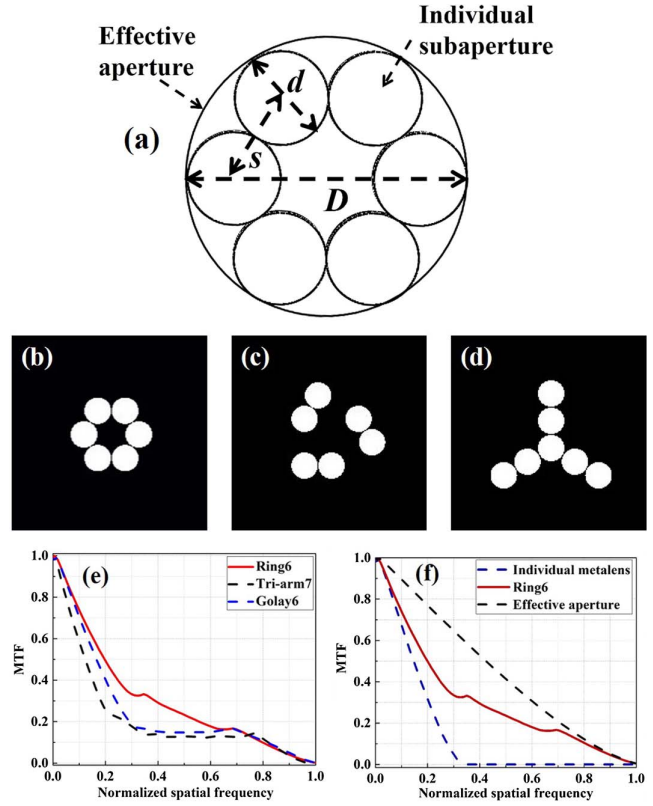 Effective
aperture
Individual
subaperture
(a)
d
s
D
(b)
(c)
(d)
(e)
Ring6
Tri-arm7
Golay6
MTF
1.0
0.8
0.6
0.4
0.2
0.0
0.0 0.2 0.4 0.6 0.8 1.0
Normalized spatial frequency
(f)
Individual metalens
Ring6
Effective aperture
MTF
1.0
0.8
0.6
0.4
0.2
0.0
0.0 0.2 0.4 0.6 0.8 1.0
Normalized spatial frequency